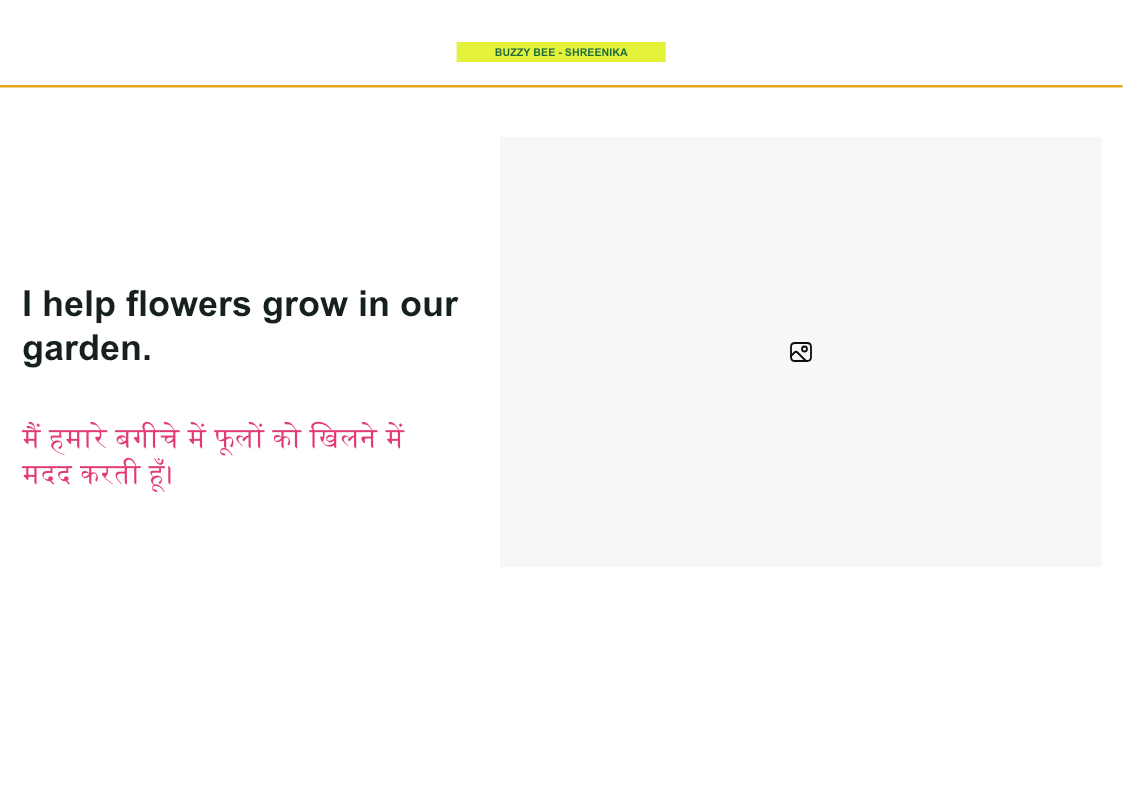 BUZZY BEE - SHREENIKA
I help flowers grow in our
garden.
मैं हमारे बगीचे में फूलों को खिलने में
मदद करती हूँ।